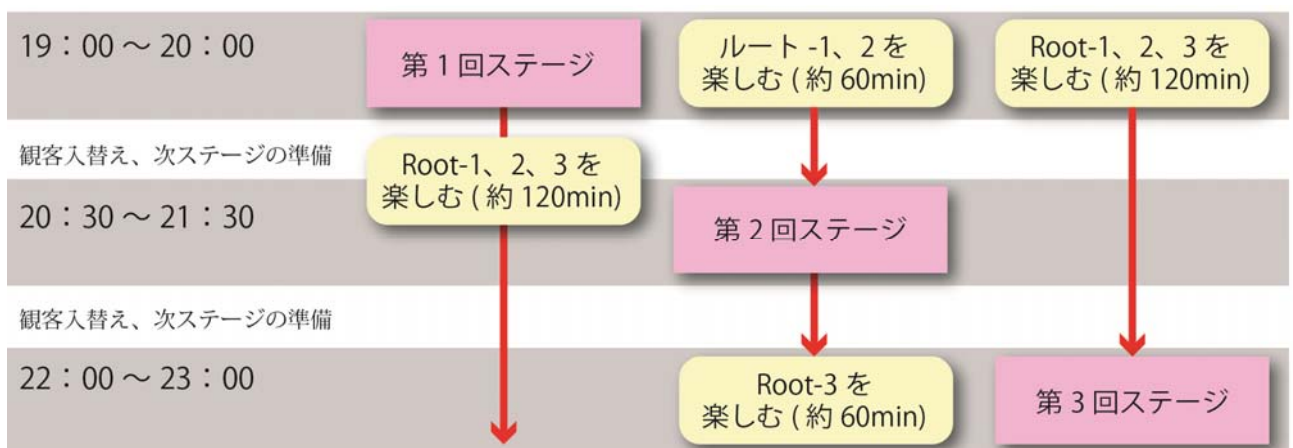 19：00 ～ 20：00
第 1 回ステージ
ルート -1、2 を
楽しむ ( 約 60min)
Root-1、2、3 を
楽しむ ( 約 120min)
観客入替え、次ステージの準備
Root-1、2、3 を
楽しむ ( 約 120min)
20：30 ～ 21：30
第 2 回ステージ
観客入替え、次ステージの準備
22：00 ～ 23：00
Root-3 を
楽しむ ( 約 60min)
第 3 回ステージ